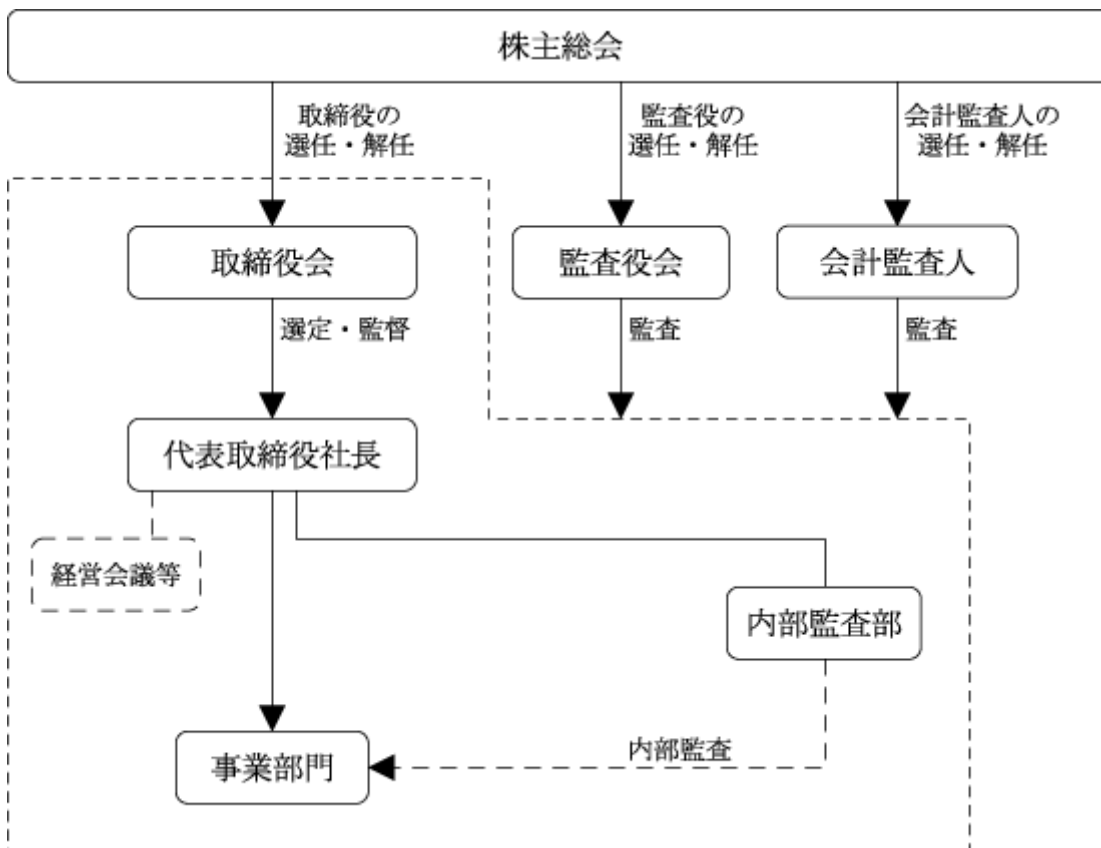 株主総会
取締役の
選任・解任
監査役の
選任・解任
会計監査人の
選任・解任
取締役会
監査役会
会計監査人
選定・監督
監査
監査
代表取締役社長
経営会議等
内部監査部
内部監査
事業部門